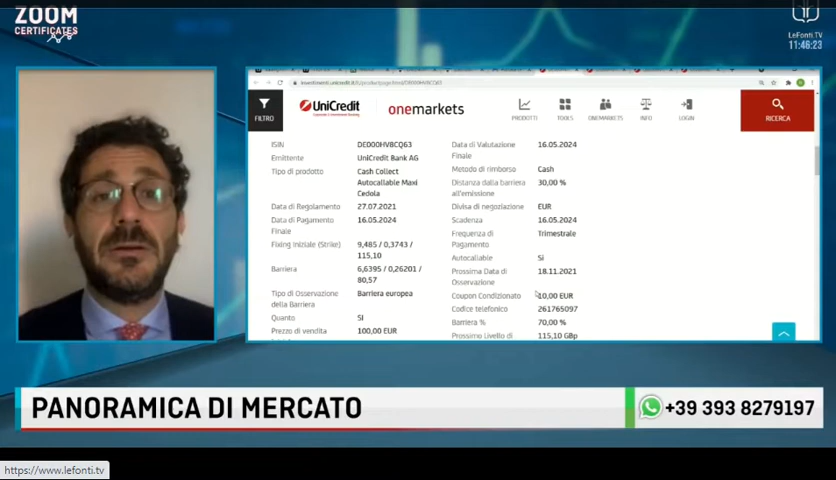 ZOOM
CERTIFICATES
LeFonti.TV
11:46:23
FILTRO
UniCredit
onemarkets
PRODOTTI
TOOLS
ONEMARKETS
INFO
LOGIN
RICERCA
ISIN DE000HV8CQ63
Emittente UniCredit Bank AG
Tipo di prodotto Cash Collect
Autocallable Maxi
Cedola
Data di Regolamento 27.07.2021
Data di Pagamento 16.05.2024
Finale
Fixing Iniziale (Strike) 9,485 / 0,3743 /
115,10
Barriera 6,6395 / 0,26201 /
80,57
Tipo di Osservazione Barriera europea
della Barriera
Quanto SI
Prezzo di vendita 100,00 EUR
Data di Valutazione 16.05.2024
Finale
Metodo di rimborso Cash
Distanza dalla barriera 30,00 %
all'emissione
Divisa di negoziazione EUR
Scadenza 16.05.2024
Frequenza di Trimestrale
Pagamento
Autocallable Si
Prossima Data di 18.11.2021
Osservazione
Coupon Condizionato 10,00 EUR
Codice telefonico 261765097
Barriera % 70,00 %
Prossimo Livello di 115,10 GBp
PANORAMICA DI MERCATO
+39 393 8279197
https://www.lefonti.tv